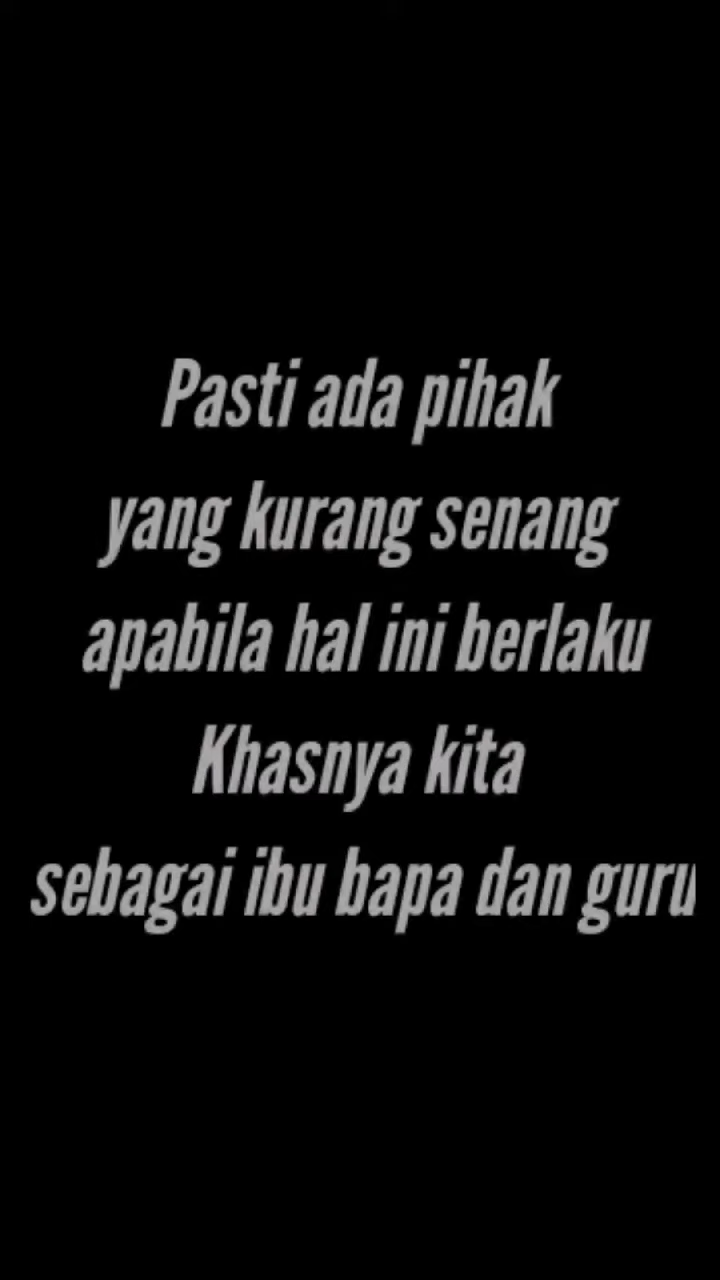 Pasti ada pihak
yang kurang senang
apabila hal ini berlaku
Khasnya kita
sebagai ibu bapa dan guru